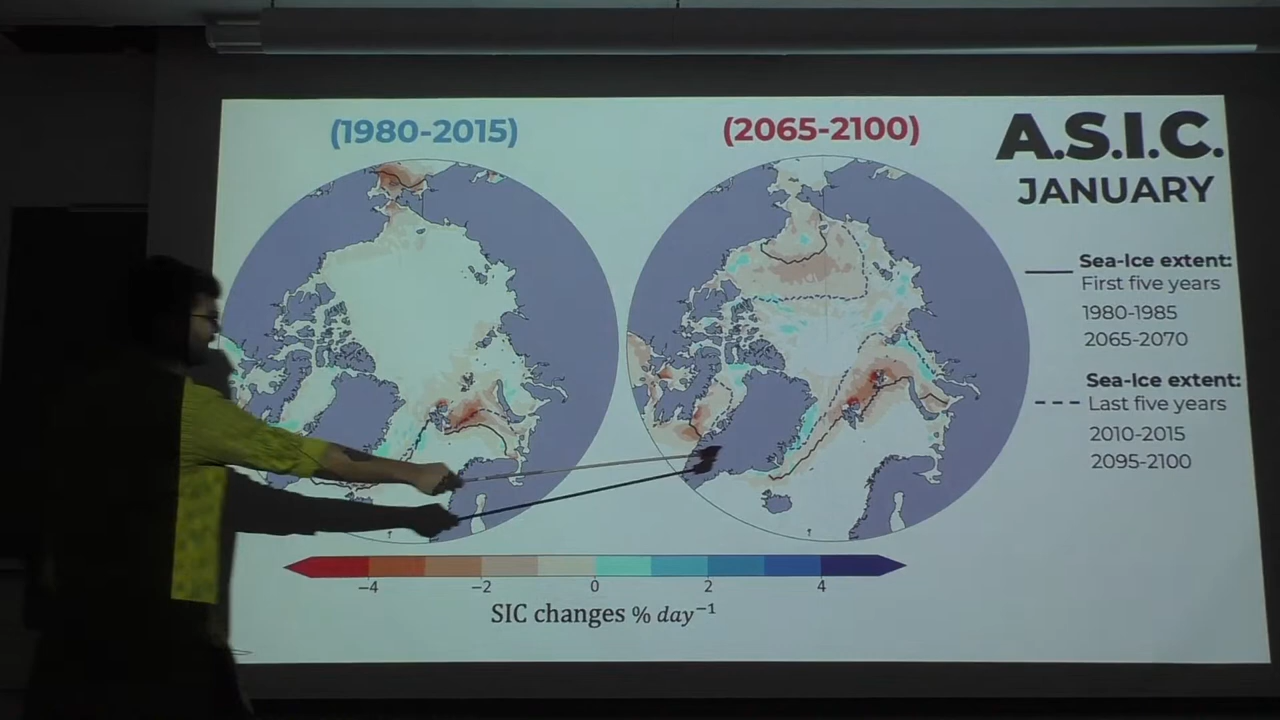 (1980-2015)
(2065-2100)
A.S.I.C.
JANUARY
Sea-Ice extent:
First five years
1980-1985
2065-2070
Sea-Ice extent:
Last five years
2010-2015
2095-2100
−4 −2 0 2 4
SIC changes % day⁻¹